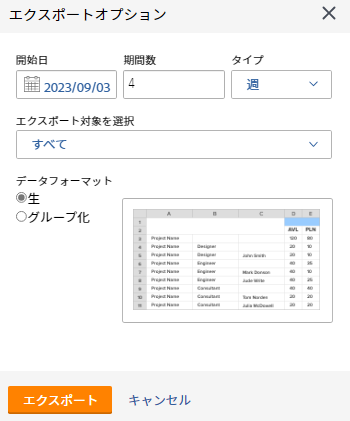 エクスポートオプション
開始日 期間数 タイプ
2023/09/03 4 週
エクスポート対象を選択
すべて
データフォーマット
生
グループ化
A B C D E
1
2 AVL PLN
3 Project Name 120 80
4 Project Name Designer 20 10
5 Project Name Designer John Smith 20 10
6 Project Name Engineer 40 35
7 Project Name Engineer Mark Danson 40 10
8 Project Name Engineer Jude White 40 25
9 Project Name Consultant 40 40
10 Project Name Consultant Tom Nordes 20 20
11 Project Name Consultant Julia McDowell 20 20
エクスポート キャンセル